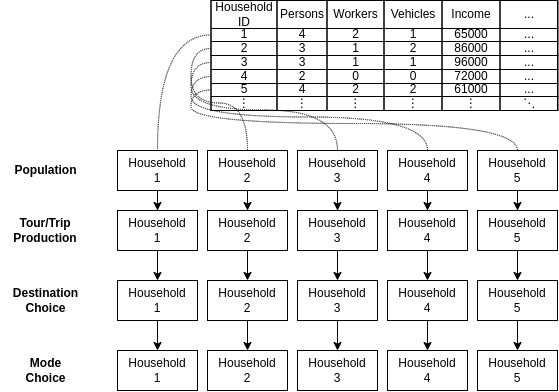 Household ID Persons Workers Vehicles Income ...
1 4 2 1 65000 ...
2 3 1 2 86000 ...
3 3 1 1 96000 ...
4 2 0 0 72000 ...
5 4 2 2 61000 ...
⋮ ⋮ ⋮ ⋮ ⋮ ⋱
Population
Household 1
Household 2
Household 3
Household 4
Household 5
Tour/Trip
Production
Household 1
Household 2
Household 3
Household 4
Household 5
Destination
Choice
Household 1
Household 2
Household 3
Household 4
Household 5
Mode
Choice
Household 1
Household 2
Household 3
Household 4
Household 5